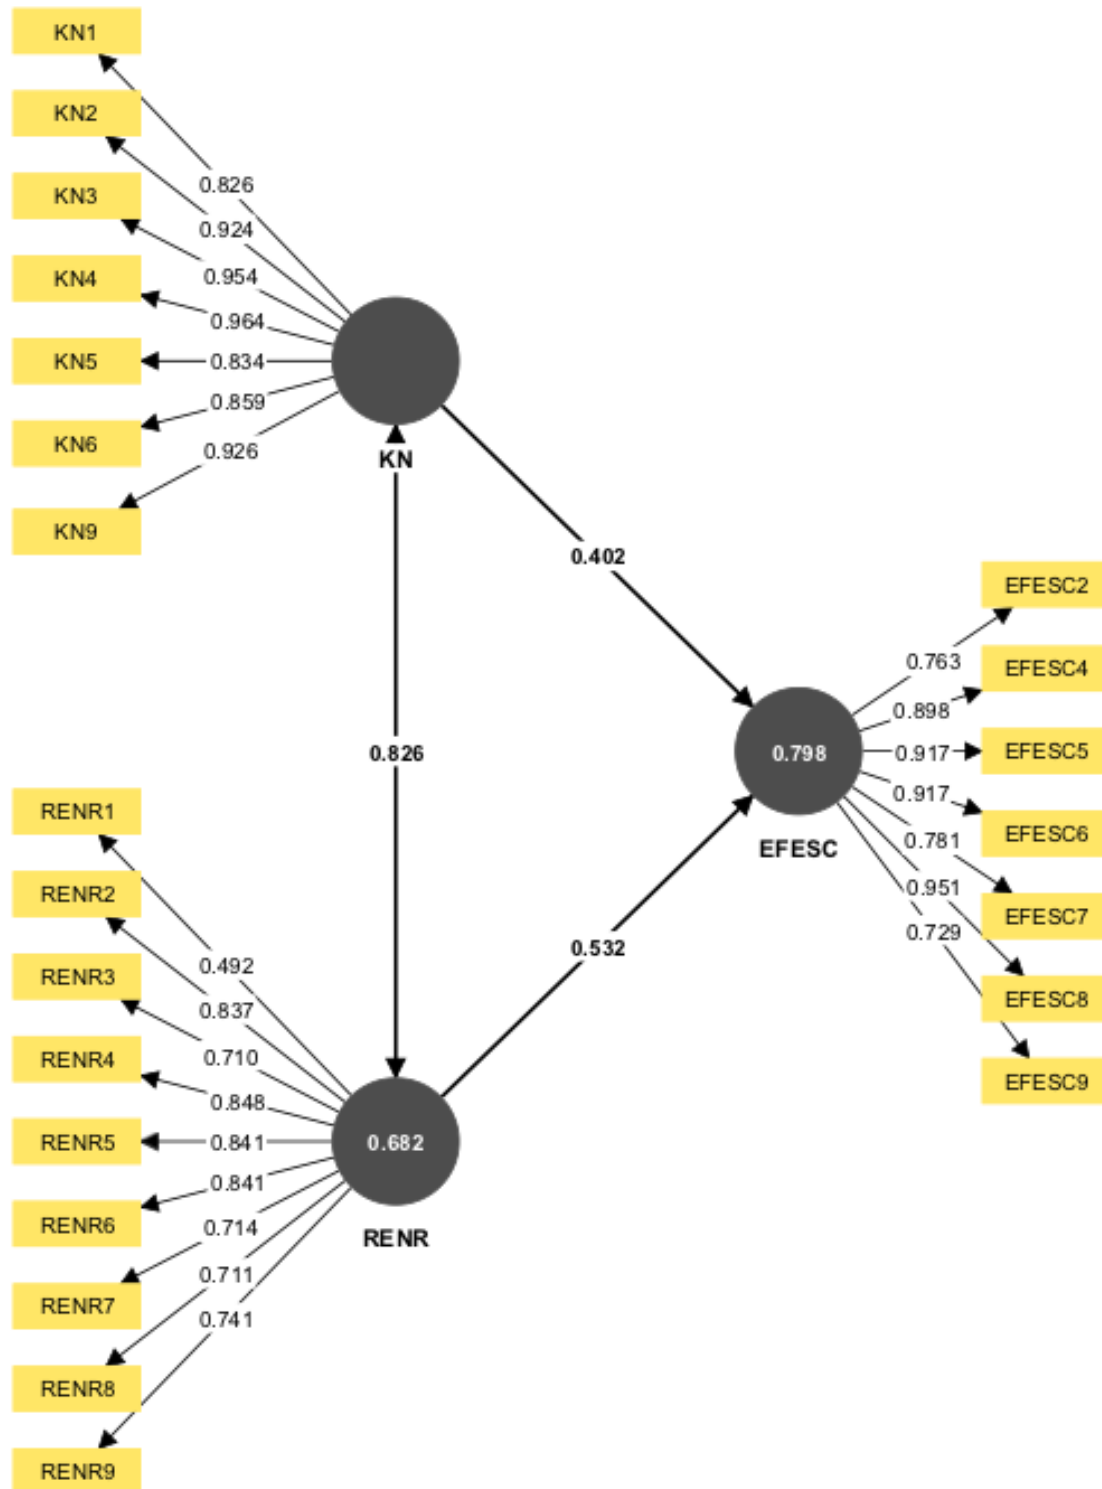 KN1
KN2
KN3
KN4
KN5
KN6
KN9
0.826
0.924
0.954
0.964
0.834
0.859
0.926
KN
0.402
0.826
0.532
RENR1
RENR2
RENR3
RENR4
RENR5
RENR6
RENR7
RENR8
RENR9
0.492
0.837
0.710
0.848
0.841
0.841
0.714
0.711
0.741
0.682
RENR
0.798
EFESC
0.763
0.898
0.917
0.917
0.781
0.951
0.729
EFESC2
EFESC4
EFESC5
EFESC6
EFESC7
EFESC8
EFESC9